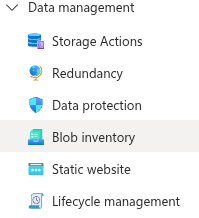 Data management
Storage Actions
Redundancy
Data protection
Blob inventory
Static website
Lifecycle management